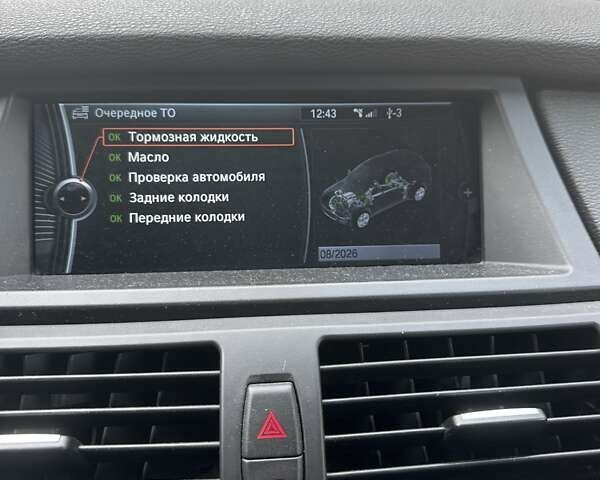 Очередное ТО 12:43 -3
OK Тормозная жидкость
OK Масло
OK Проверка автомобиля
OK Задние колодки
OK Передние колодки
08/2026